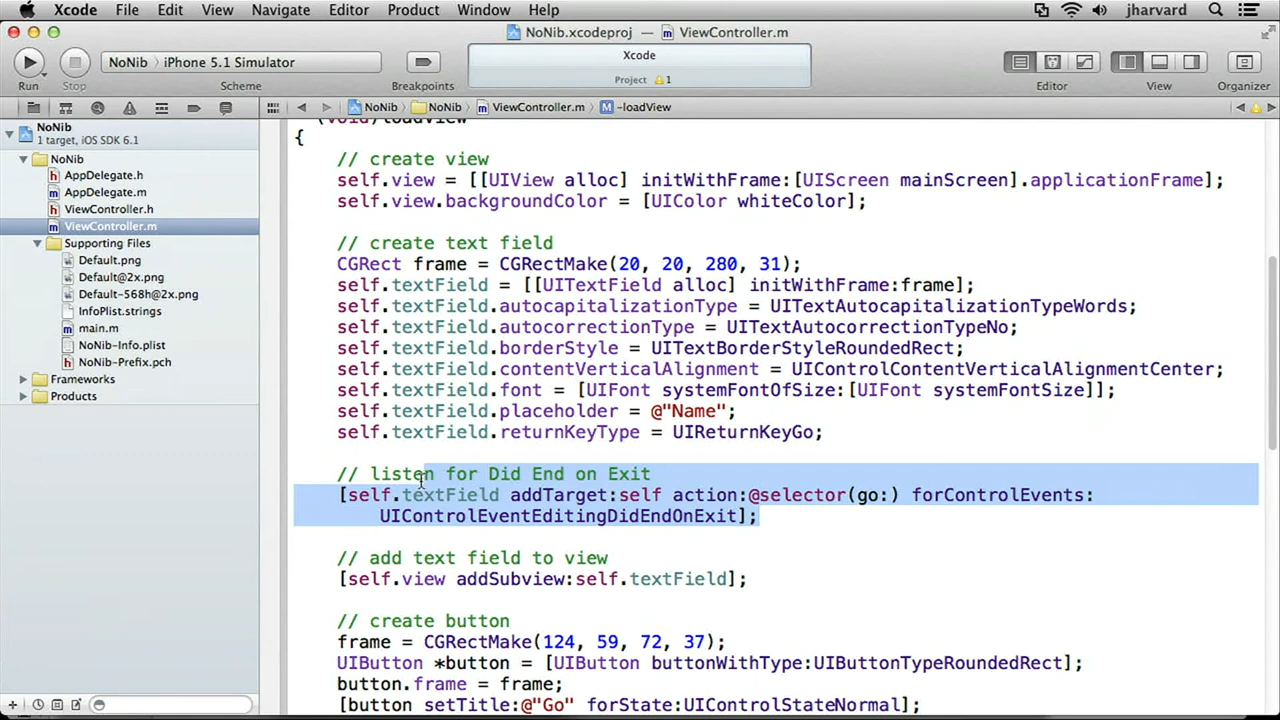 Xcode File Edit View Navigate Editor Product Window Help jharvard
NoNib.xcodeproj — ViewController.m
NoNib iPhone 5.1 Simulator
Xcode
Project 1
Run Stop Scheme Breakpoints Editor View Organizer
NoNib NoNib ViewController.m M -loadView
NoNib
1 target, iOS SDK 6.1
NoNib
h AppDelegate.h
m AppDelegate.m
h ViewController.h
m ViewController.m
Supporting Files
Default.png
Default@2x.png
Default-568h@2x.png
InfoPlist.strings
m main.m
NoNib-Info.plist
h NoNib-Prefix.pch
Frameworks
Products
(void)loadView
{
// create view
self.view = [[UIView alloc] initWithFrame:[UIScreen mainScreen].applicationFrame];
self.view.backgroundColor = [UIColor whiteColor];
// create text field
CGRect frame = CGRectMake(20, 20, 280, 31);
self.textField = [[UITextField alloc] initWithFrame:frame];
self.textField.autocapitalizationType = UITextAutocapitalizationTypeWords;
self.textField.autocorrectionType = UITextAutocorrectionTypeNo;
self.textField.borderStyle = UITextBorderStyleRoundedRect;
self.textField.contentVerticalAlignment = UIControlContentVerticalAlignmentCenter;
self.textField.font = [UIFont systemFontOfSize:[UIFont systemFontSize]];
self.textField.placeholder = @"Name";
self.textField.returnKeyType = UIReturnKeyGo;
// listen for Did End on Exit
[self.textField addTarget:self action:@selector(go:) forControlEvents:
UIControlEventEditingDidEndOnExit];
// add text field to view
[self.view addSubview:self.textField];
// create button
frame = CGRectMake(124, 59, 72, 37);
UIButton *button = [UIButton buttonWithType:UIButtonTypeRoundedRect];
button.frame = frame;
[button setTitle:@"Go" forState:UIControlStateNormal];